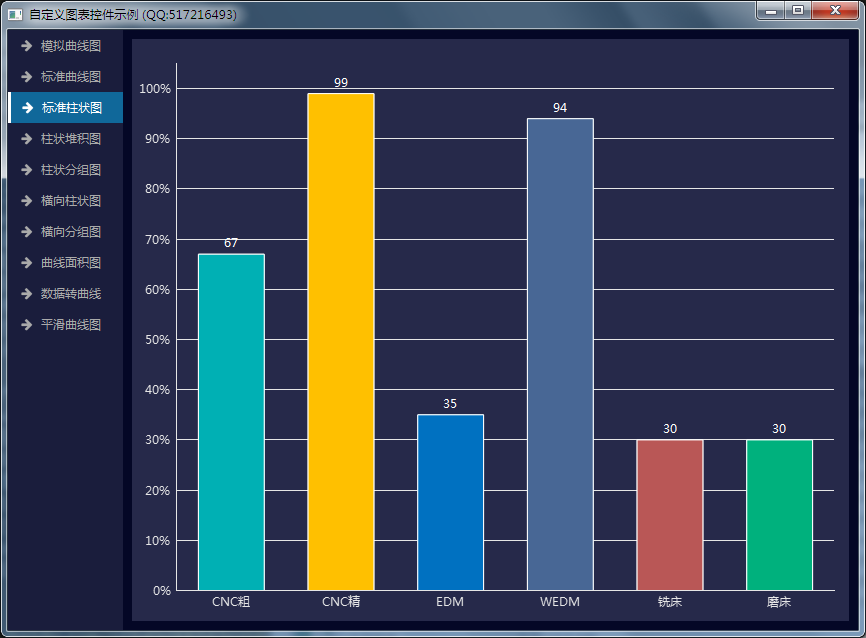 自定义图表控件示例 (QQ:517216493)
模拟曲线图
标准曲线图
标准柱状图
柱状堆积图
柱状分组图
横向柱状图
横向分组图
曲线面积图
数据转曲线
平滑曲线图
100%
90%
80%
70%
60%
50%
40%
30%
20%
10%
0%
67
99
35
94
30
30
CNC粗
CNC精
EDM
WEDM
铣床
磨床